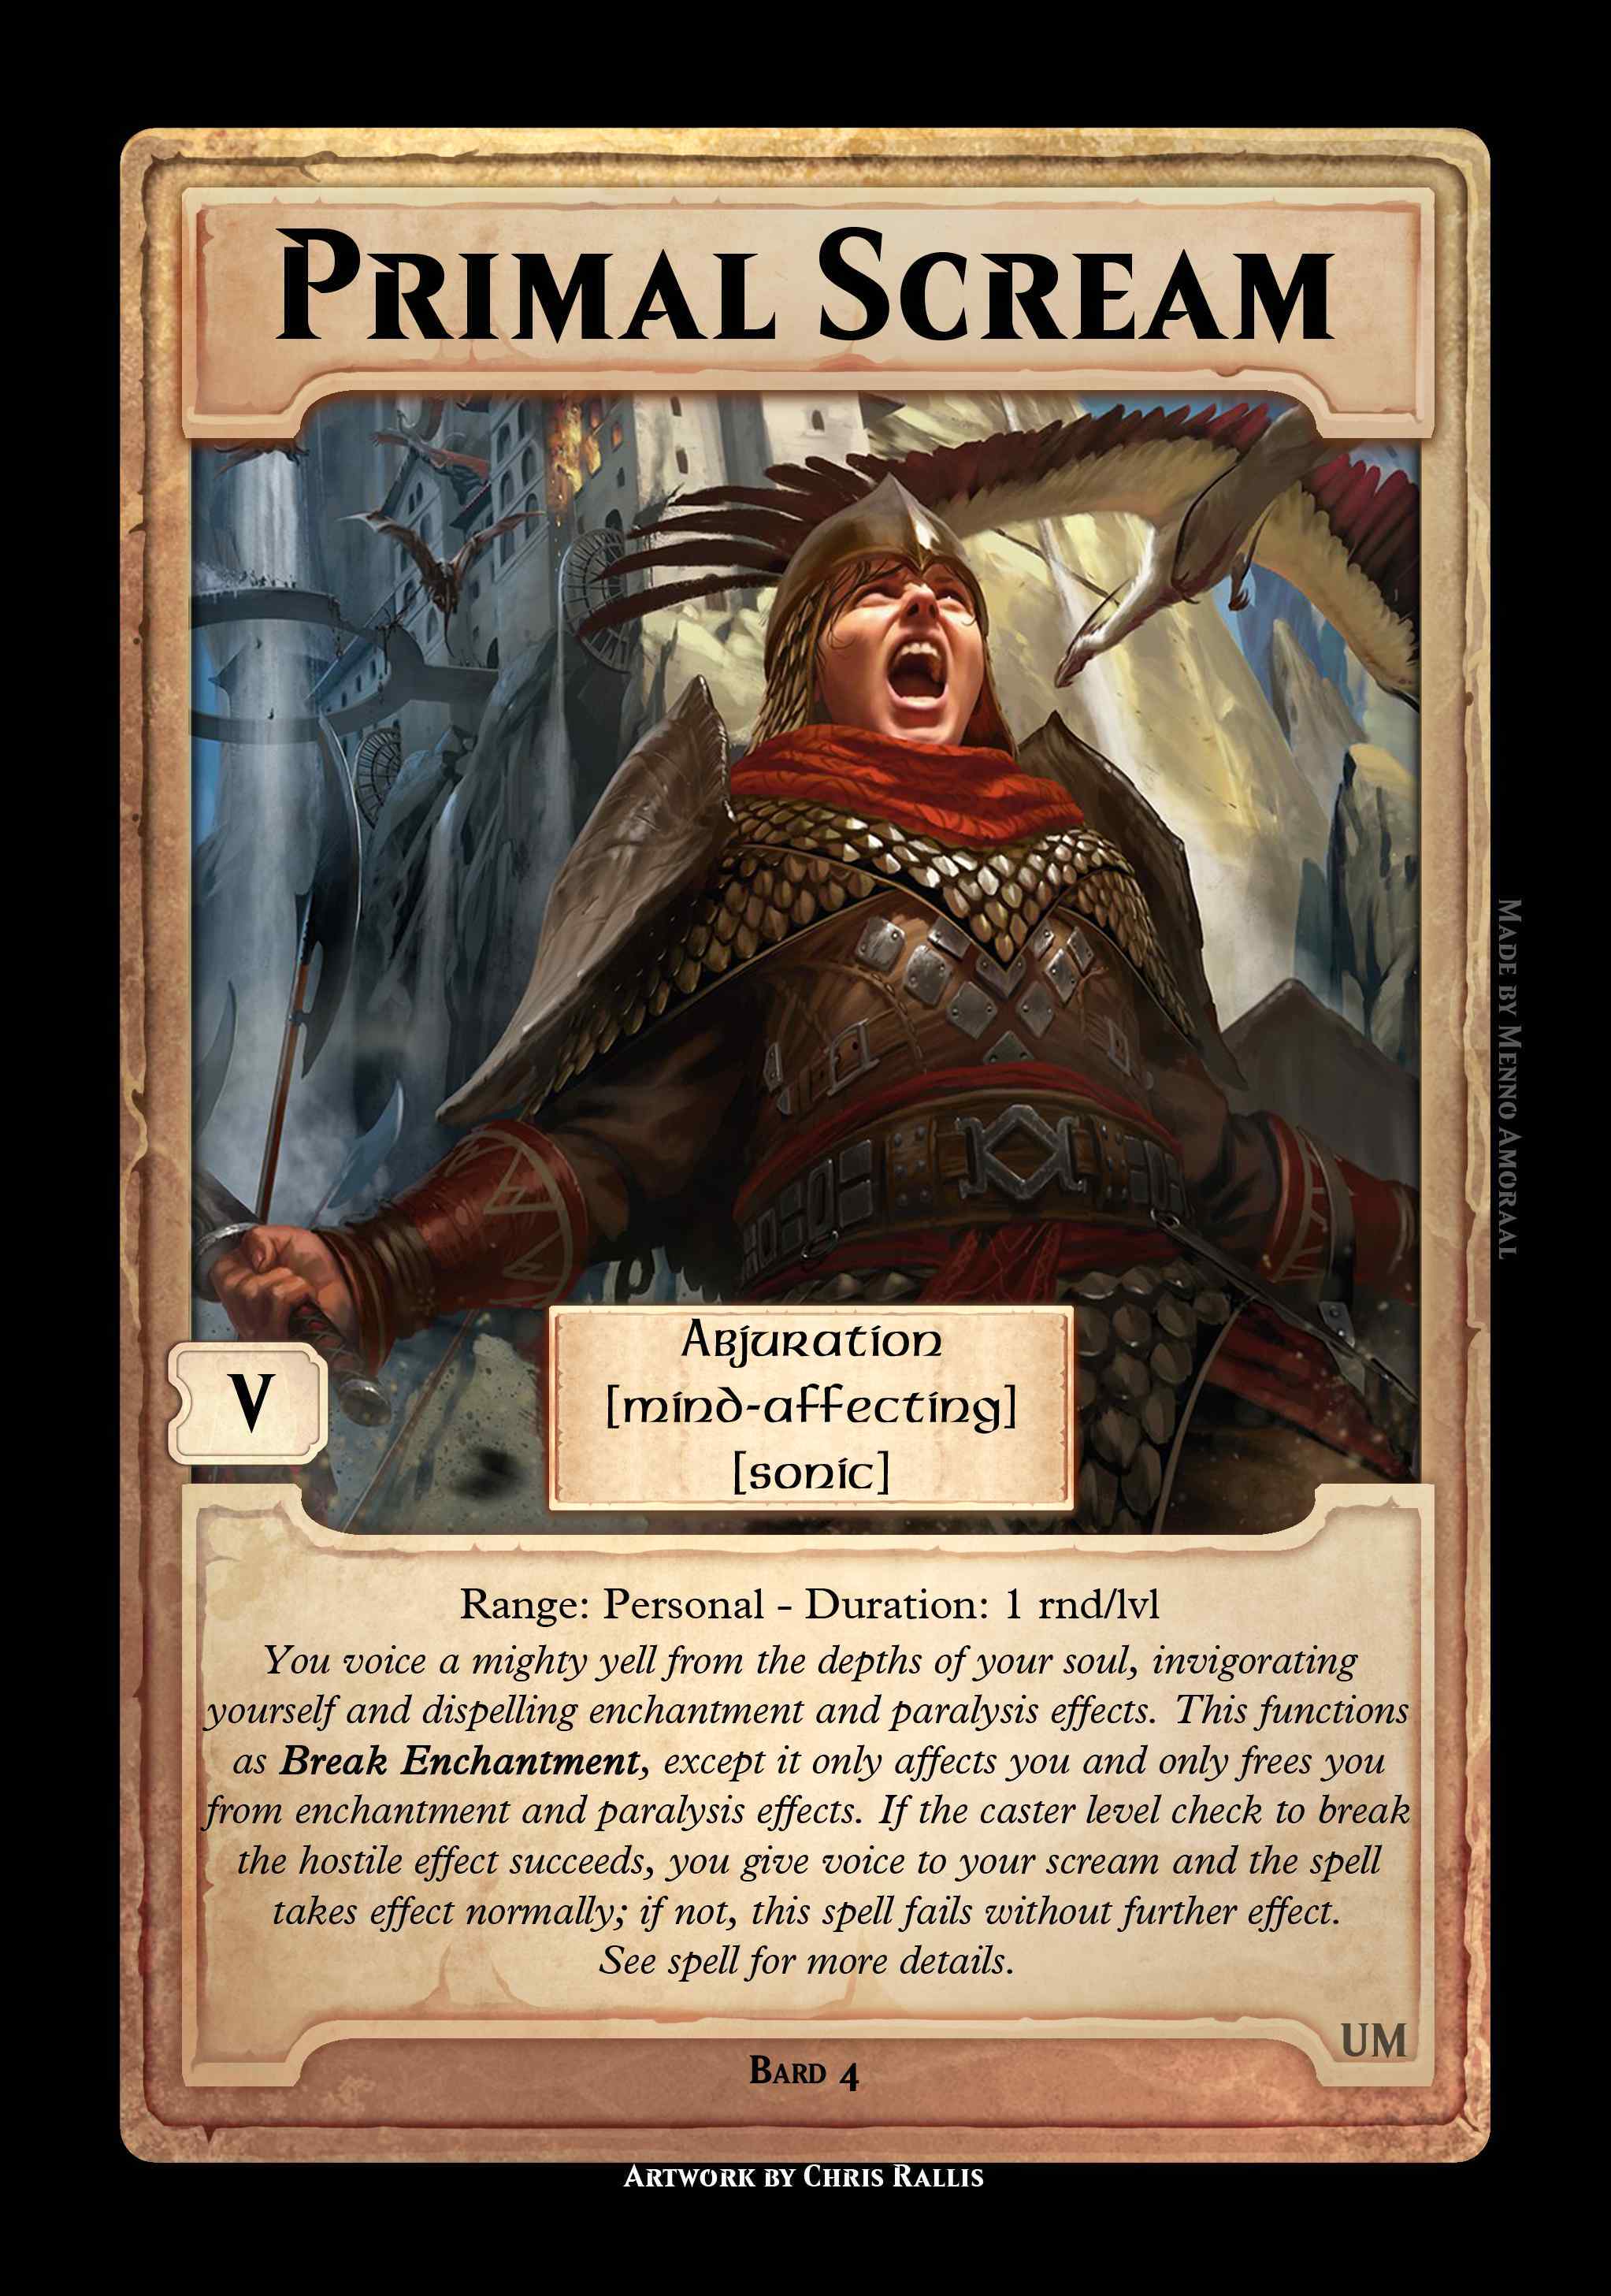 Primal Scream
Made by Menno Amoraal
V
Abjuration
[mind-affecting]
[sonic]
Range: Personal - Duration: 1 rnd/lvl
You voice a mighty yell from the depths of your soul, invigorating
yourself and dispelling enchantment and paralysis effects. This functions
as Break Enchantment, except it only affects you and only frees you
from enchantment and paralysis effects. If the caster level check to break
the hostile effect succeeds, you give voice to your scream and the spell
takes effect normally; if not, this spell fails without further effect.
See spell for more details.
UM
Bard 4
Artwork by Chris Rallis